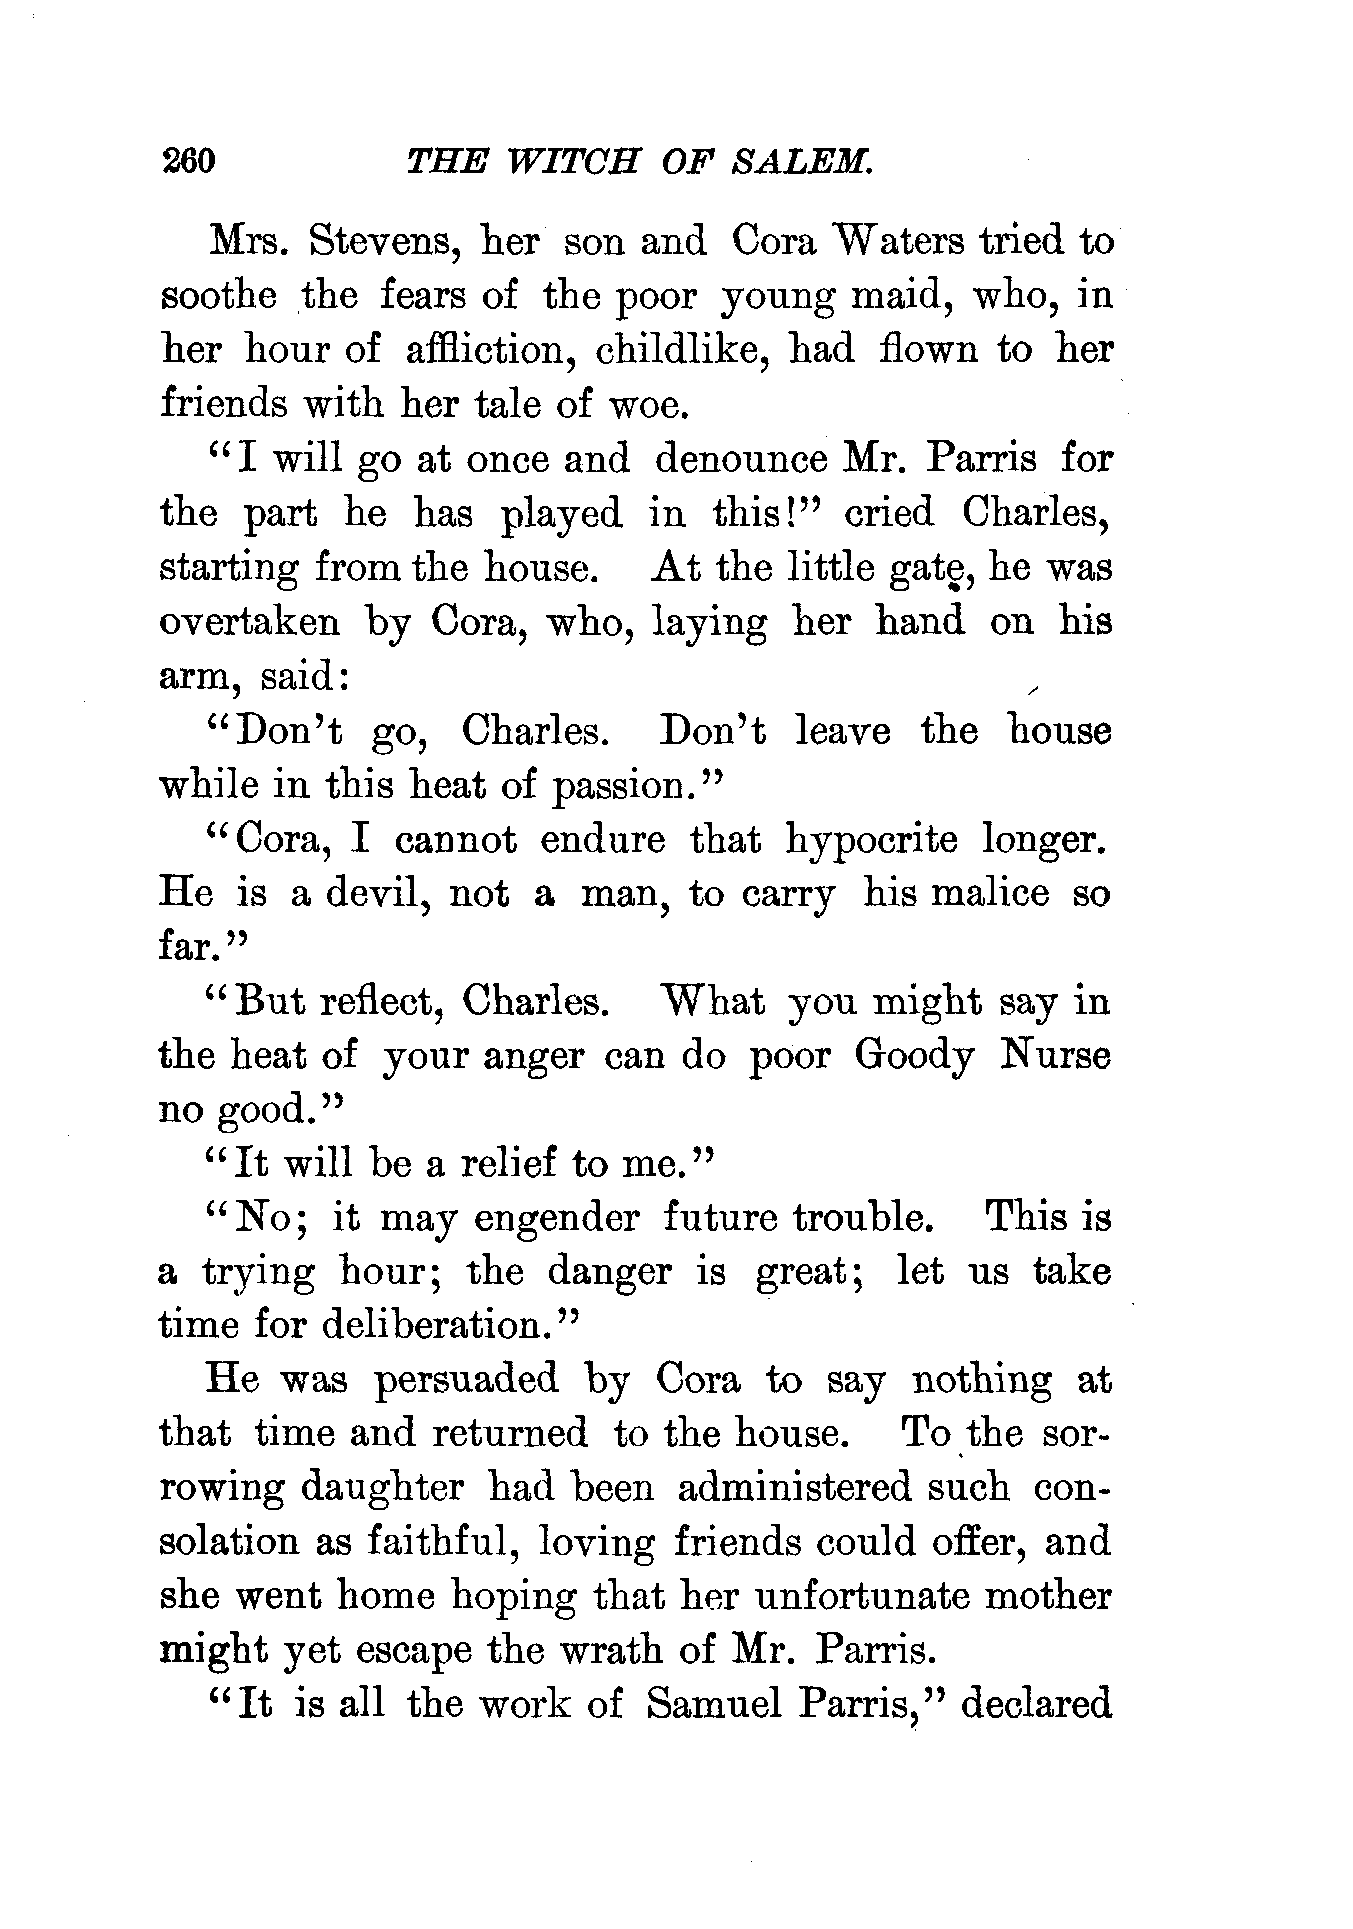 260 THE WITCH OF SALEM.
Mrs. Stevens, her son and Cora Waters tried to
soothe the fears of the poor young maid, who, in
her hour of affliction, childlike, had flown to her
friends with her tale of woe.
"I will go at once and denounce Mr. Parris for
the part he has played in this!" cried Charles,
starting from the house. At the little gate, he was
overtaken by Cora, who, laying her hand on his
arm, said:
"Don't go, Charles. Don't leave the house
while in this heat of passion."
"Cora, I cannot endure that hypocrite longer.
He is a devil, not a man, to carry his malice so
far."
"But reflect, Charles. What you might say in
the heat of your anger can do poor Goody Nurse
no good."
"It will be a relief to me."
"No; it may engender future trouble. This is
a trying hour; the danger is great; let us take
time for deliberation."
He was persuaded by Cora to say nothing at
that time and returned to the house. To the sor-
rowing daughter had been administered such con-
solation as faithful, loving friends could offer, and
she went home hoping that her unfortunate mother
might yet escape the wrath of Mr. Parris.
"It is all the work of Samuel Parris," declared